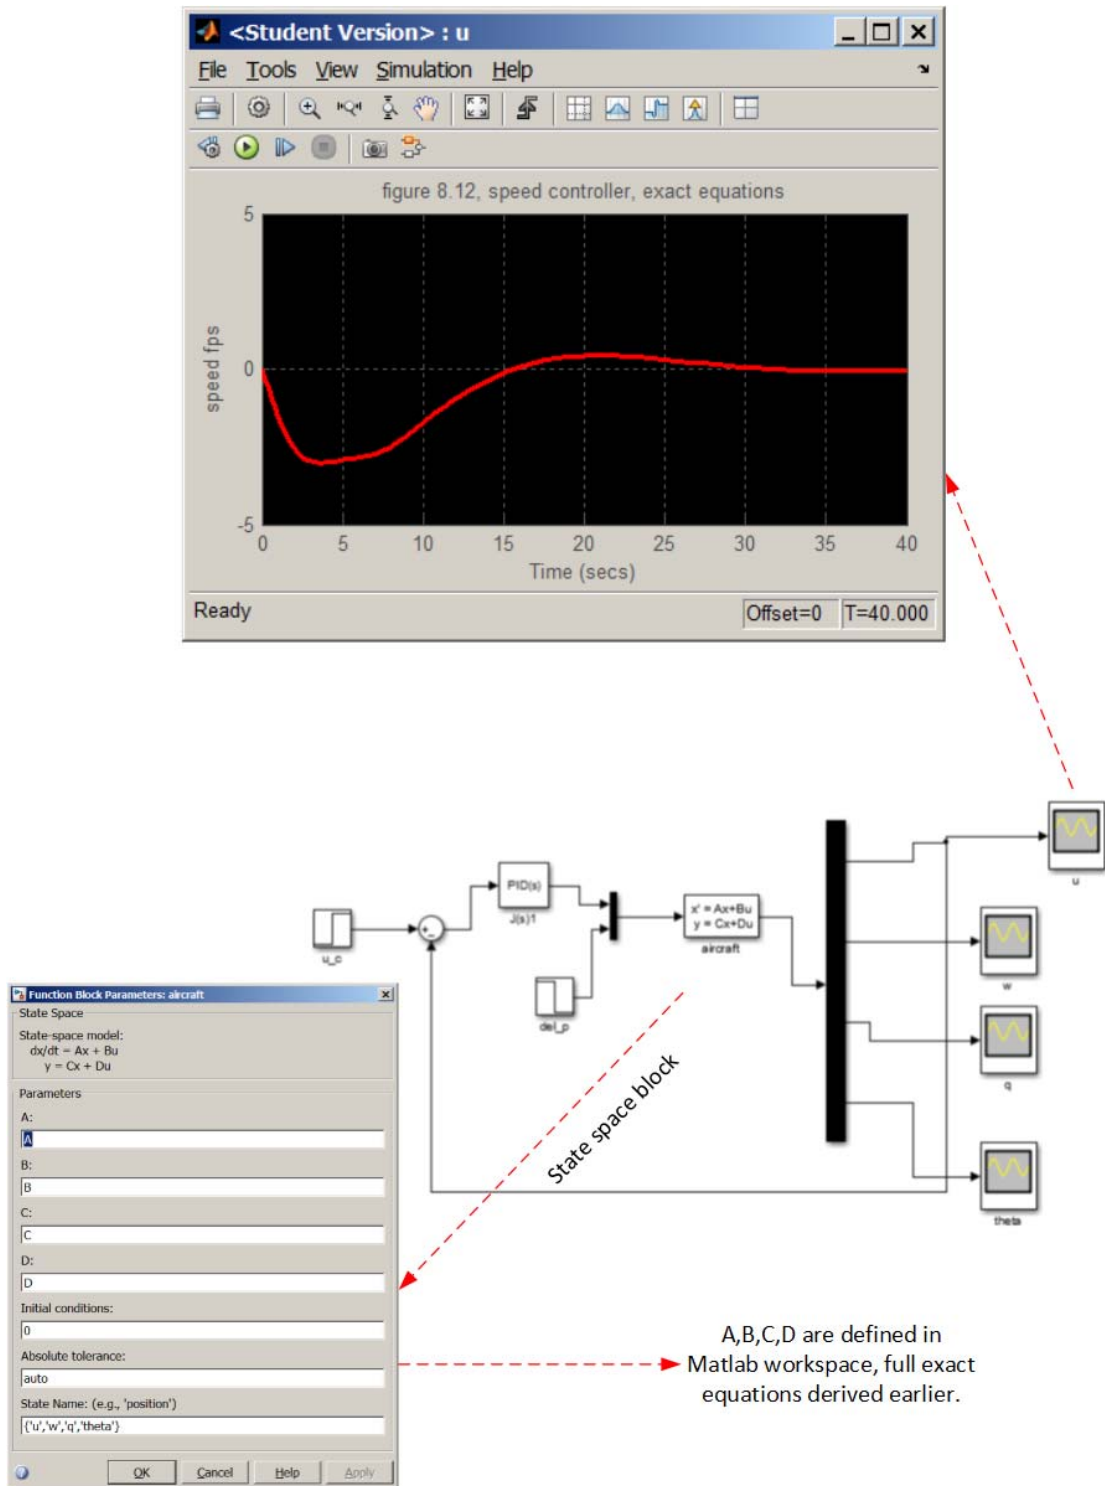 <Student Version> : u
File Tools View Simulation Help
figure 8.12, speed controller, exact equations
5
0
-5
speed fps
0 5 10 15 20 25 30 35 40
Time (secs)
Ready Offset=0 T=40.000
u
PID(s)
J(s)1
x' = Ax+Bu
y = Cx+Du
aircraft
u_c
+
-
w
del_p
q
State space block
theta
Function Block Parameters: aircraft
State Space
State-space model:
dx/dt = Ax + Bu
y = Cx + Du
Parameters
A:
A
B:
B
C:
C
D:
D
Initial conditions:
0
Absolute tolerance:
auto
State Name: (e.g., 'position')
{'u','w','q','theta'}
OK Cancel Help Apply
A,B,C,D are defined in
Matlab workspace, full exact
equations derived earlier.